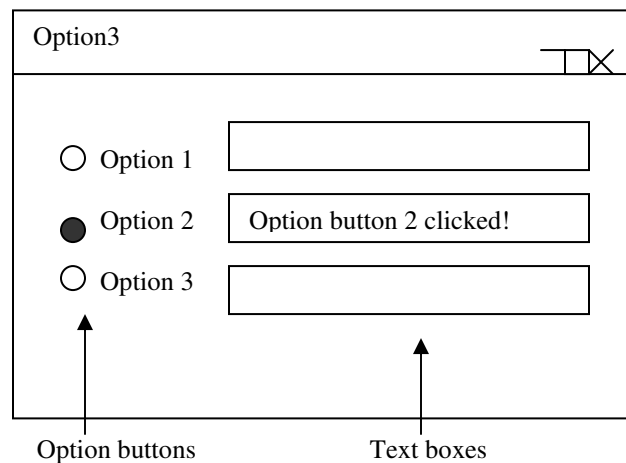 Option3
Option 1
Option 2 Option button 2 clicked!
Option 3
Option buttons Text boxes